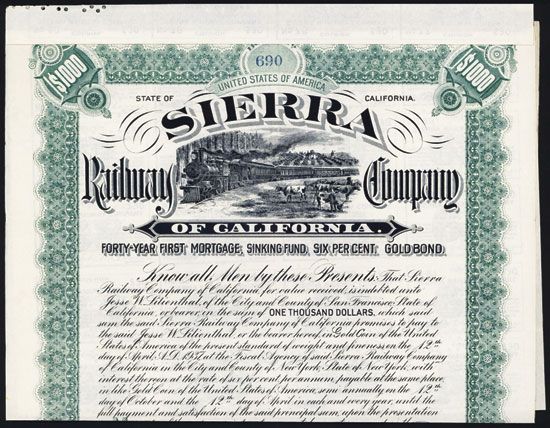 690
$1000
$1000
UNITED STATES OF AMERICA
STATE OF
CALIFORNIA.
SIERRA
Railway Company
OF CALIFORNIA.
FORTY-YEAR FIRST MORTGAGE, SINKING FUND, SIX PER CENT. GOLD BOND.
Know all Men by these Presents, That Sierra
Railway Company of California, for value received, is indebted unto
Jesse W. Lilienthal, of the City and County of San Francisco, State of
California, or bearer, in the sum of ONE THOUSAND DOLLARS, which said
sum the said Sierra Railway Company of California promises to pay to
the said Jesse W. Lilienthal, or the bearer hereof, in Gold Coin of the United
States of America of the present standard of weight and fineness on the 12th
day of April, A.D. 1937, at the Fiscal Agency of said Sierra Railway Company
of California in the City and County of New York, State of New York, with
interest thereon at the rate of six per cent per annum, payable at the same place,
in like Gold Coin of the United States of America, semi-annually on the 12th
day of October and the 12th day of April in each and every year, until the
full payment and satisfaction of the said principal sum, upon the presentation